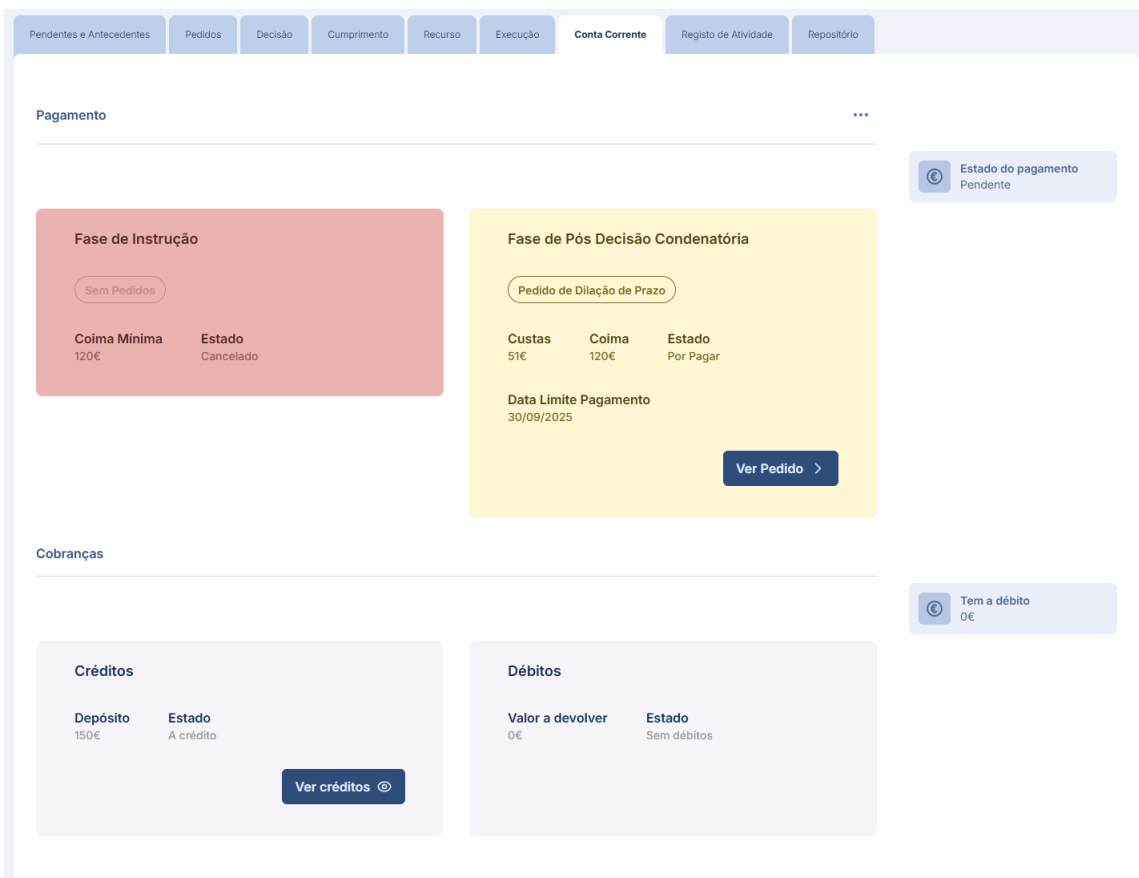 Pendentes e Antecedentes
Pedidos
Decisão
Cumprimento
Recurso
Execução
Conta Corrente
Registo de Atividade
Repositório
Pagamento
Estado do pagamento
Pendente
Fase de Instrução
Sem Pedidos
Coima Mínima Estado
120€ Cancelado
Fase de Pós Decisão Condenatória
Pedido de Dilação de Prazo
Custas Coima Estado
51€ 120€ Por Pagar
Data Limite Pagamento
30/09/2025
Ver Pedido
Cobranças
Tem a débito
0€
Créditos
Depósito Estado
150€ A crédito
Ver créditos
Débitos
Valor a devolver Estado
0€ Sem débitos